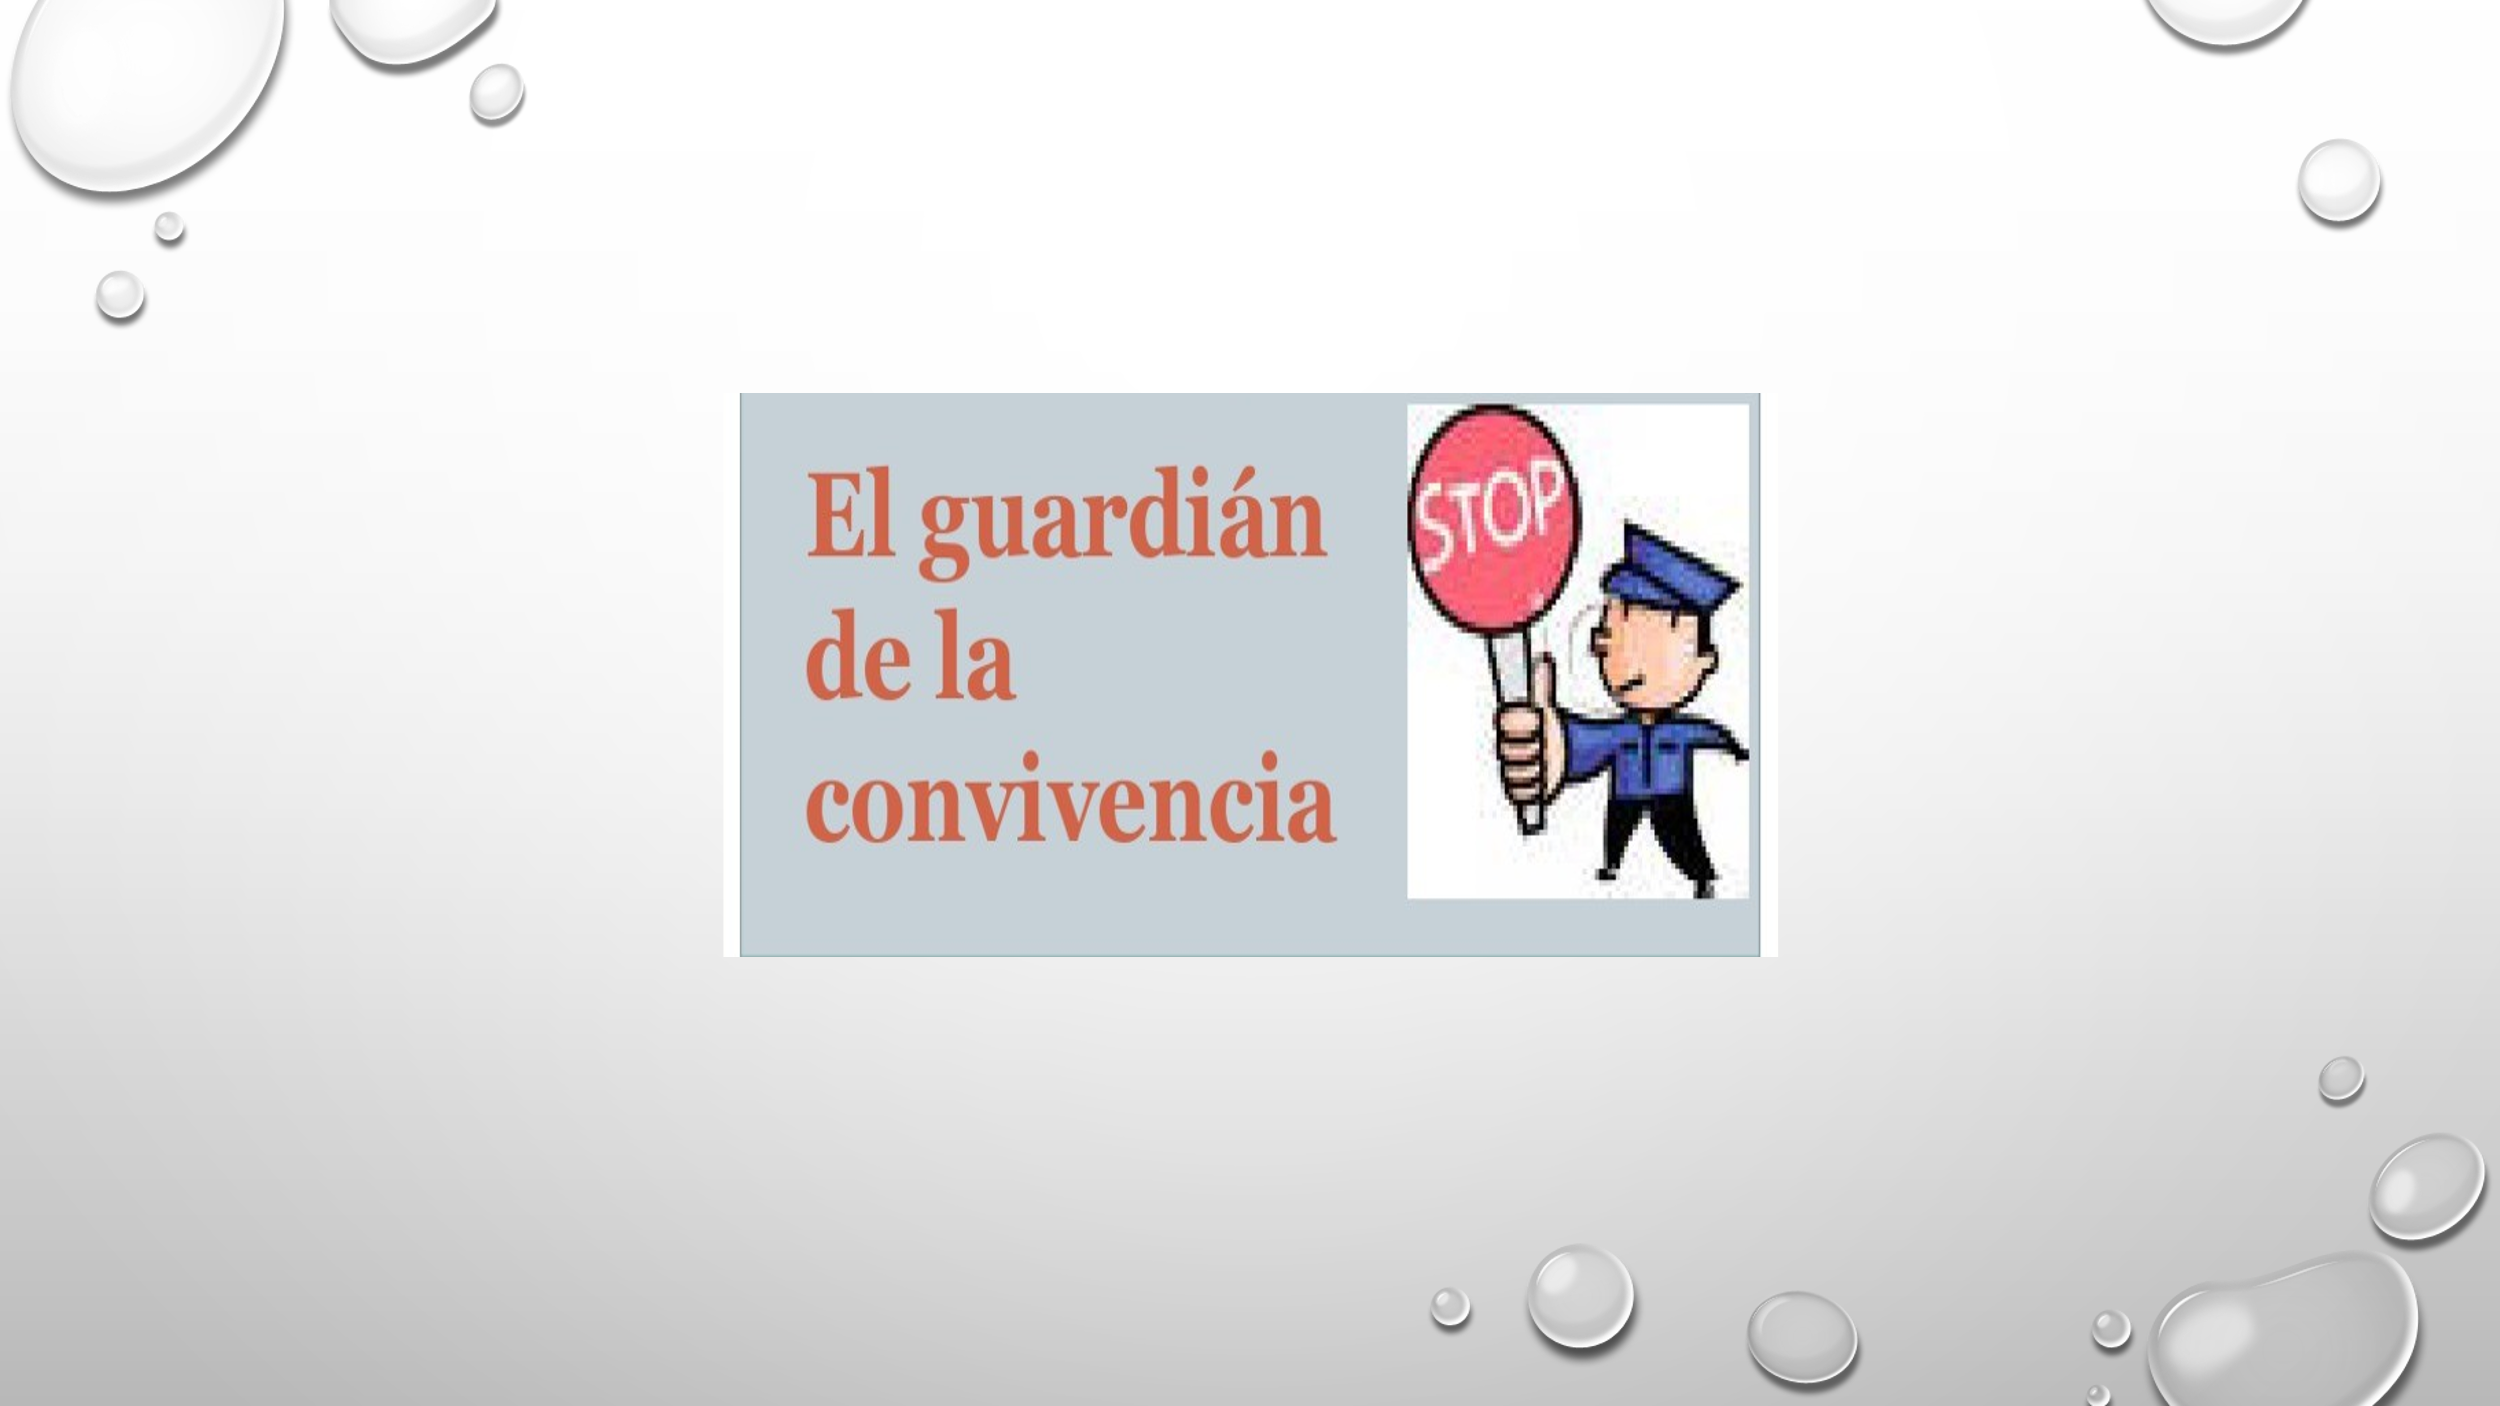 El guardián
de la
convivencia
STOP